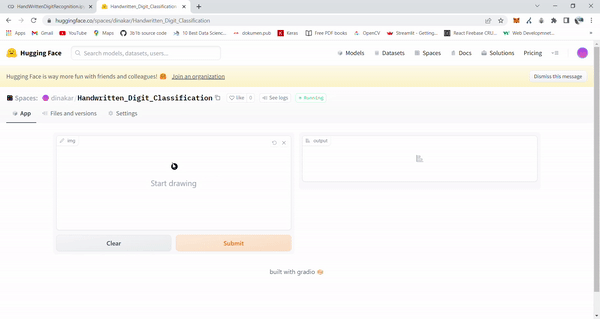 HandWrittenDigitRecognition.ipynb Handwritten_Digit_Classification
huggingface.co/spaces/dinakar/Handwritten_Digit_Classification
Apps Gmail YouTube Maps 3b1b source code 10 Best Data Scienc... dokumen.pub Keras Free PDF books OpenCV Streamlit - Getting... React Firebase CRU... Web Developmnet...
Hugging Face Search models, datasets, users... Models Datasets Spaces Docs Solutions Pricing
Hugging Face is way more fun with friends and colleagues! 🤗 Join an organization Dismiss this message
Spaces: dinakar Handwritten_Digit_Classification Like 0 See logs Running
App Files and versions Settings
img output
Start drawing
Clear Submit
built with gradio